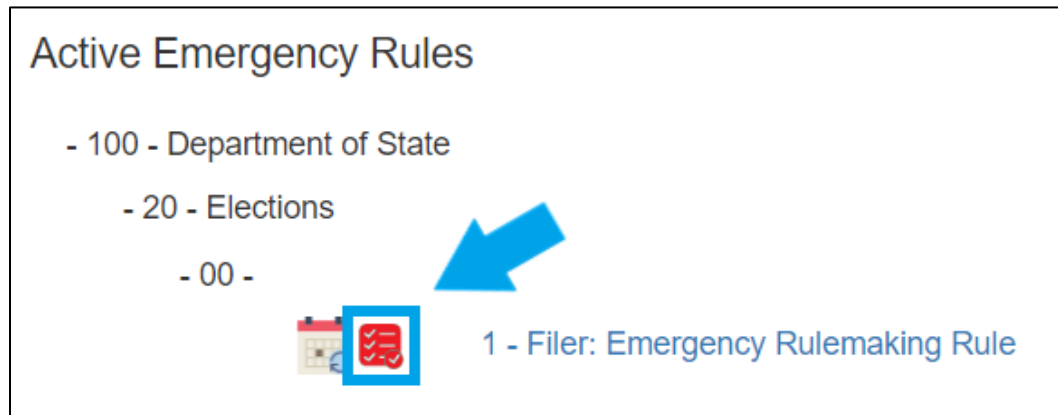 Active Emergency Rules
- 100 - Department of State
- 20 - Elections
- 00 -
1 - Filer: Emergency Rulemaking Rule